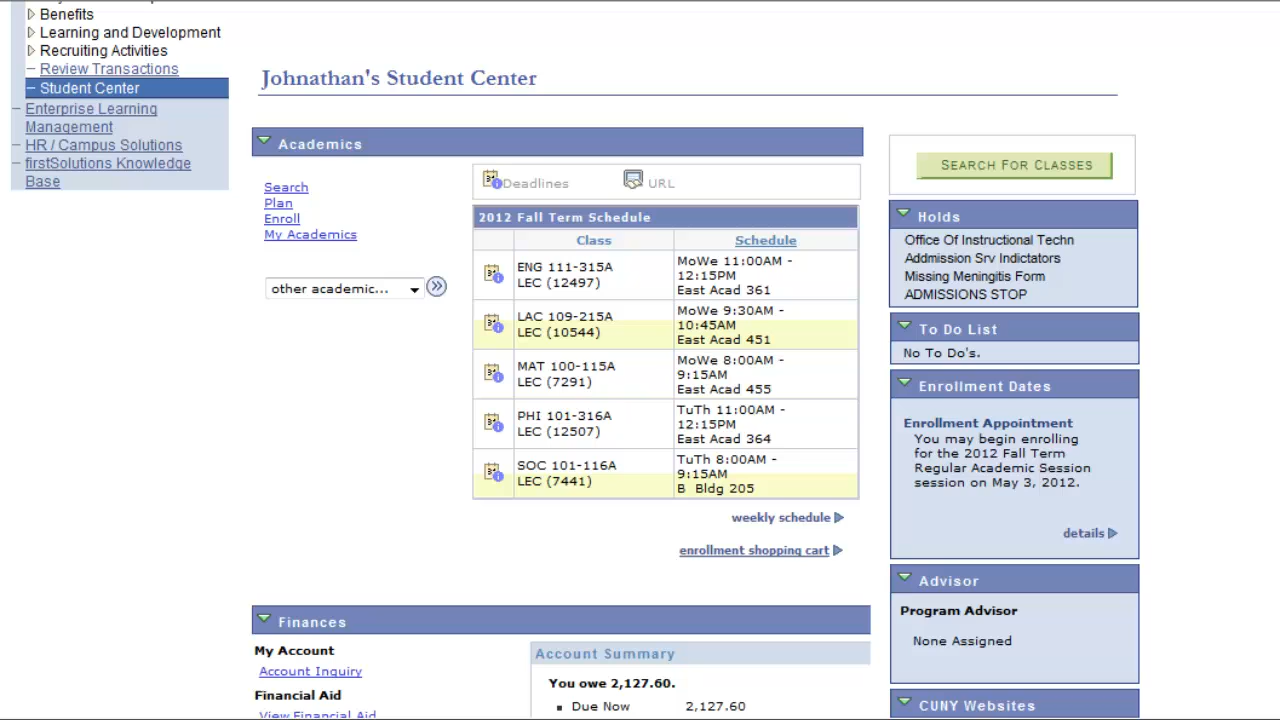 Benefits
Learning and Development
Recruiting Activities
Review Transactions
Student Center
Enterprise Learning
Management
HR / Campus Solutions
firstSolutions Knowledge
Base
Johnathan's Student Center
Academics
Search
Plan
Enroll
My Academics
other academic...
Deadlines
URL
2012 Fall Term Schedule
Class Schedule
ENG 111-315A
LEC (12497)
MoWe 11:00AM -
12:15PM
East Acad 361
LAC 109-215A
LEC (10544)
MoWe 9:30AM -
10:45AM
East Acad 451
MAT 100-115A
LEC (7291)
MoWe 8:00AM -
9:15AM
East Acad 455
PHI 101-316A
LEC (12507)
TuTh 11:00AM -
12:15PM
East Acad 364
SOC 101-116A
LEC (7441)
TuTh 8:00AM -
9:15AM
B Bldg 205
weekly schedule
enrollment shopping cart
Finances
My Account
Account Inquiry
Financial Aid
View Financial Aid
Account Summary
You owe 2,127.60.
Due Now 2,127.60
SEARCH FOR CLASSES
Holds
Office Of Instructional Techn
Addmission Srv Indictators
Missing Meningitis Form
ADMISSIONS STOP
To Do List
No To Do's.
Enrollment Dates
Enrollment Appointment
You may begin enrolling
for the 2012 Fall Term
Regular Academic Session
session on May 3, 2012.
details
Advisor
Program Advisor
None Assigned
CUNY Websites